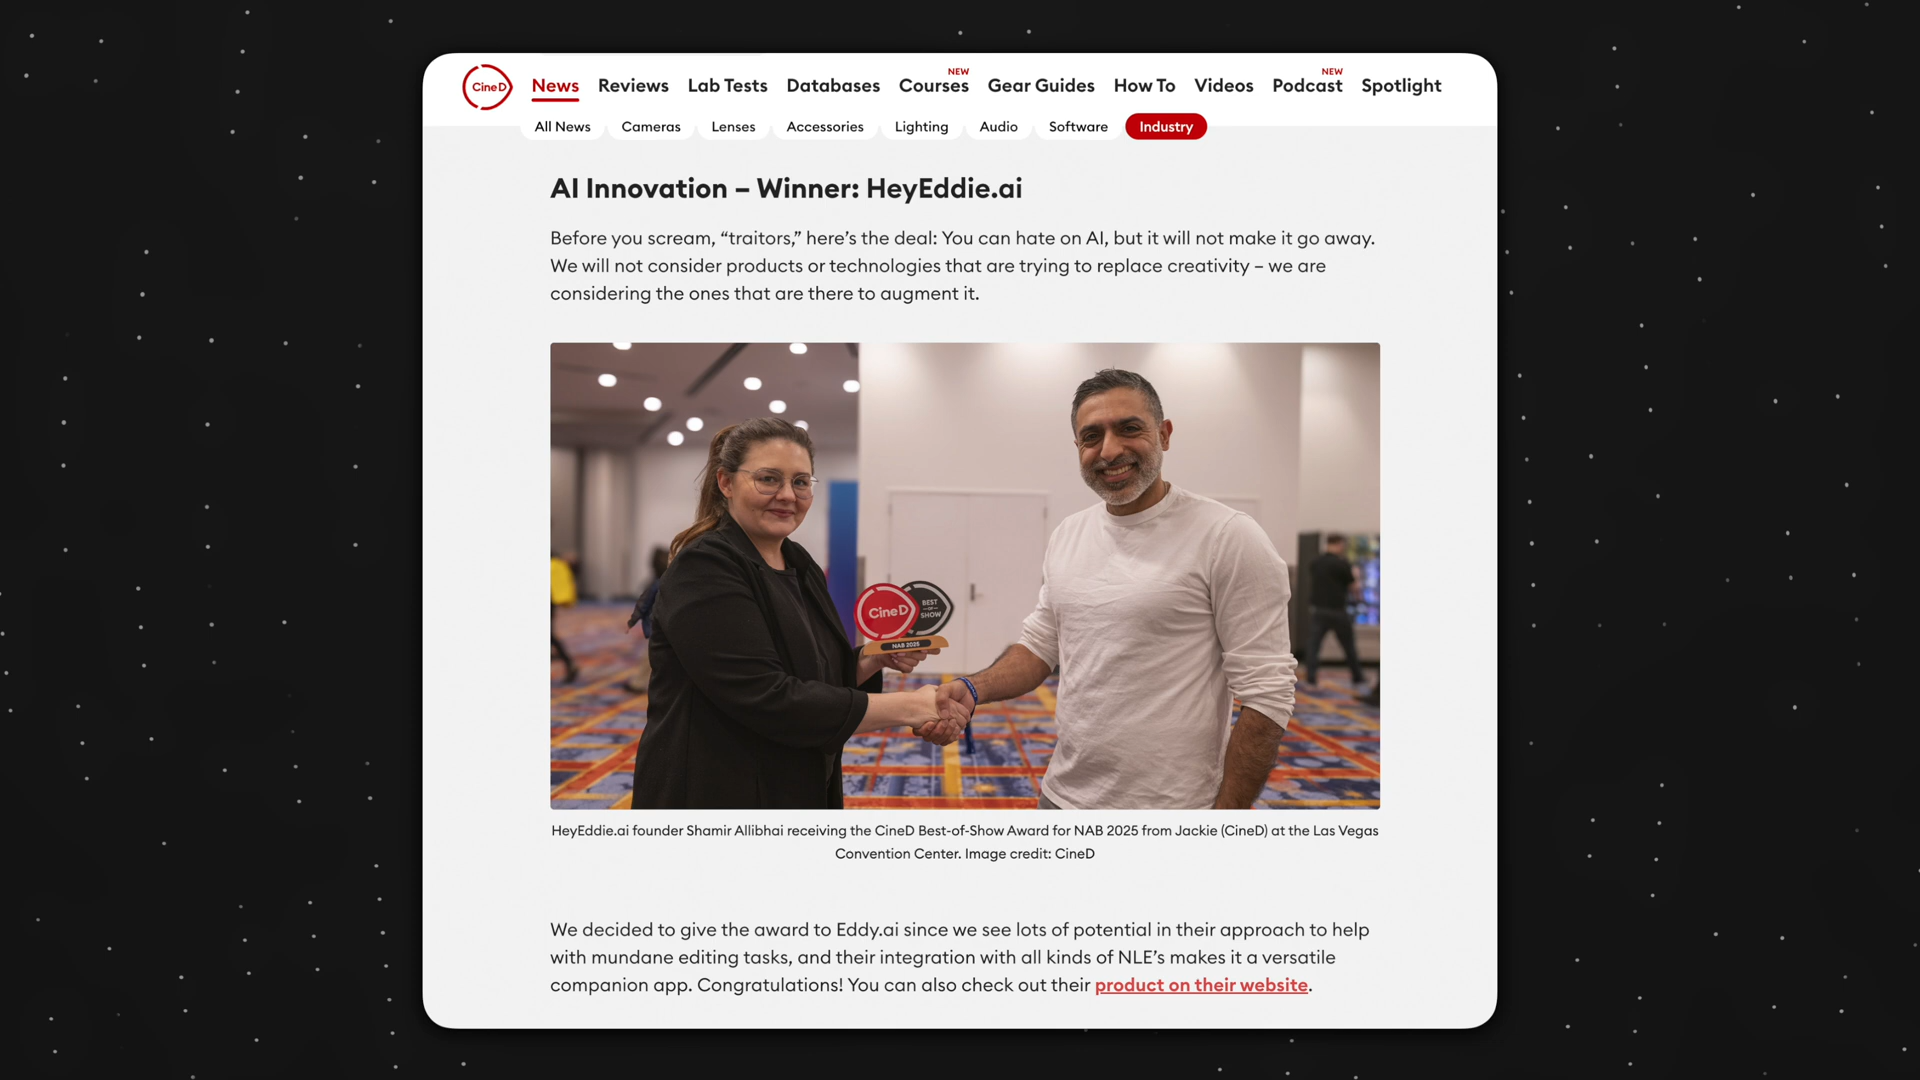 CineD
News
Reviews
Lab Tests
Databases
Courses
NEW
Gear Guides
How To
Videos
Podcast
NEW
Spotlight
All News
Cameras
Lenses
Accessories
Lighting
Audio
Software
Industry
AI Innovation – Winner: HeyEddie.ai
Before you scream, “traitors,” here’s the deal: You can hate on AI, but it will not make it go away.
We will not consider products or technologies that are trying to replace creativity – we are
considering the ones that are there to augment it.
CineD
BEST
OF
SHOW
NAB 2025
HeyEddie.ai founder Shamir Allibhai receiving the CineD Best-of-Show Award for NAB 2025 from Jackie (CineD) at the Las Vegas
Convention Center. Image credit: CineD
We decided to give the award to Eddy.ai since we see lots of potential in their approach to help
with mundane editing tasks, and their integration with all kinds of NLE’s makes it a versatile
companion app. Congratulations! You can also check out their product on their website.